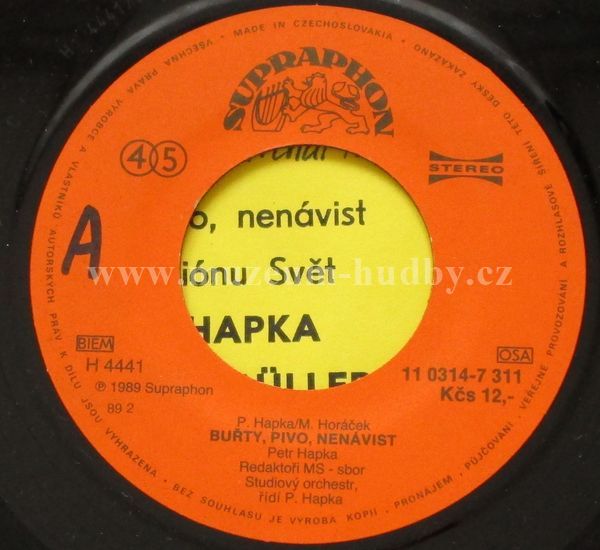 MADE IN CZECHOSLOVAKIA • VŠECHNA PRÁVA VÝROBCE A VLASTNÍKŮ AUTORSKÝCH PRÁV K DÍLU JSOU VYHRAZENA • BEZ SOUHLASU JE VÝROBA KOPIÍ • PRONÁJEM, PŮJČOVÁNÍ • VEŘEJNÉ PROVOZOVÁNÍ A ROZHLASOVÉ ŠÍŘENÍ TÉTO DESKY ZAKÁZÁNO
SUPRAPHON
45
STEREO
o, nenávist
A
iónu Svět
HAPKA
BIEM
OSA
H 4441
℗ 1989 Supraphon
89 2
11 0314-7 311
Kčs 12,-
P. Hapka/M. Horáček
BUŘTY, PIVO, NENÁVIST
Petr Hapka
Redaktoři MS - sbor
Studiový orchestr,
řídí P. Hapka